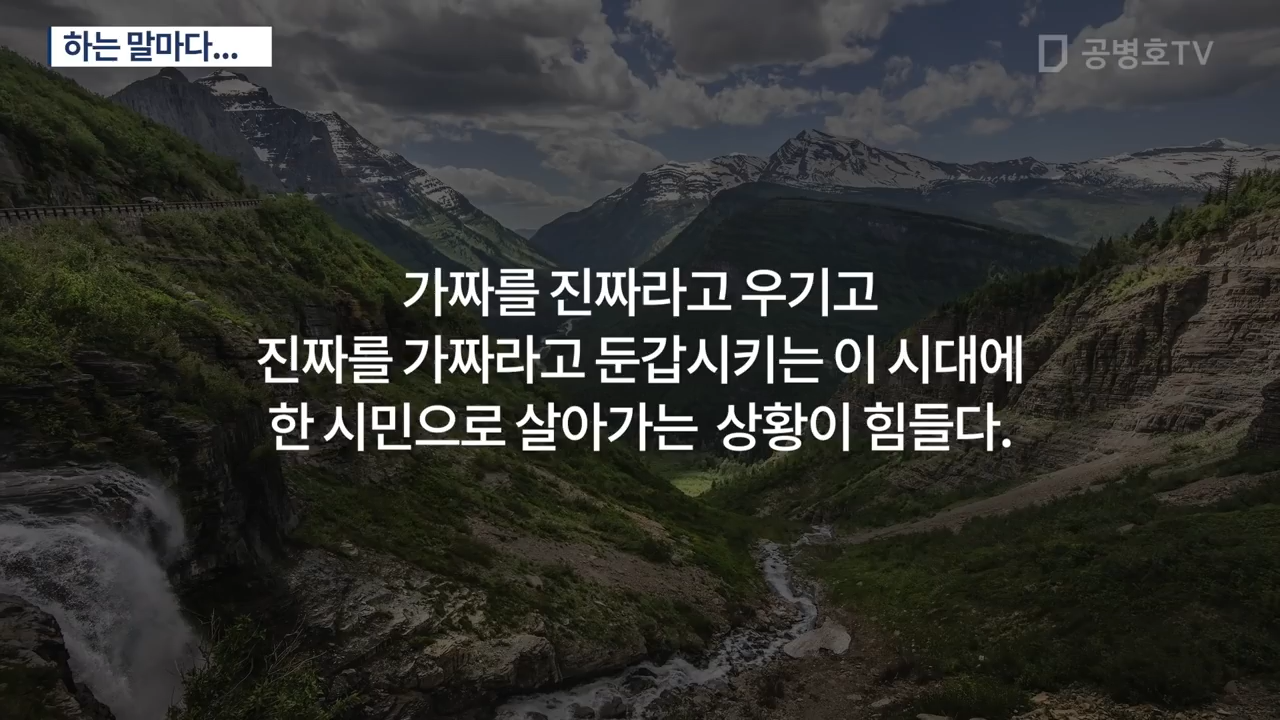 하는 말마다...
공병호TV
가짜를 진짜라고 우기고
진짜를 가짜라고 둔갑시키는 이 시대에
한 시민으로 살아가는 상황이 힘들다.